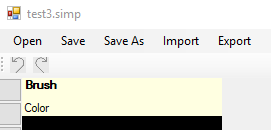 test3.simp
Open Save Save As Import Export
Brush
Color